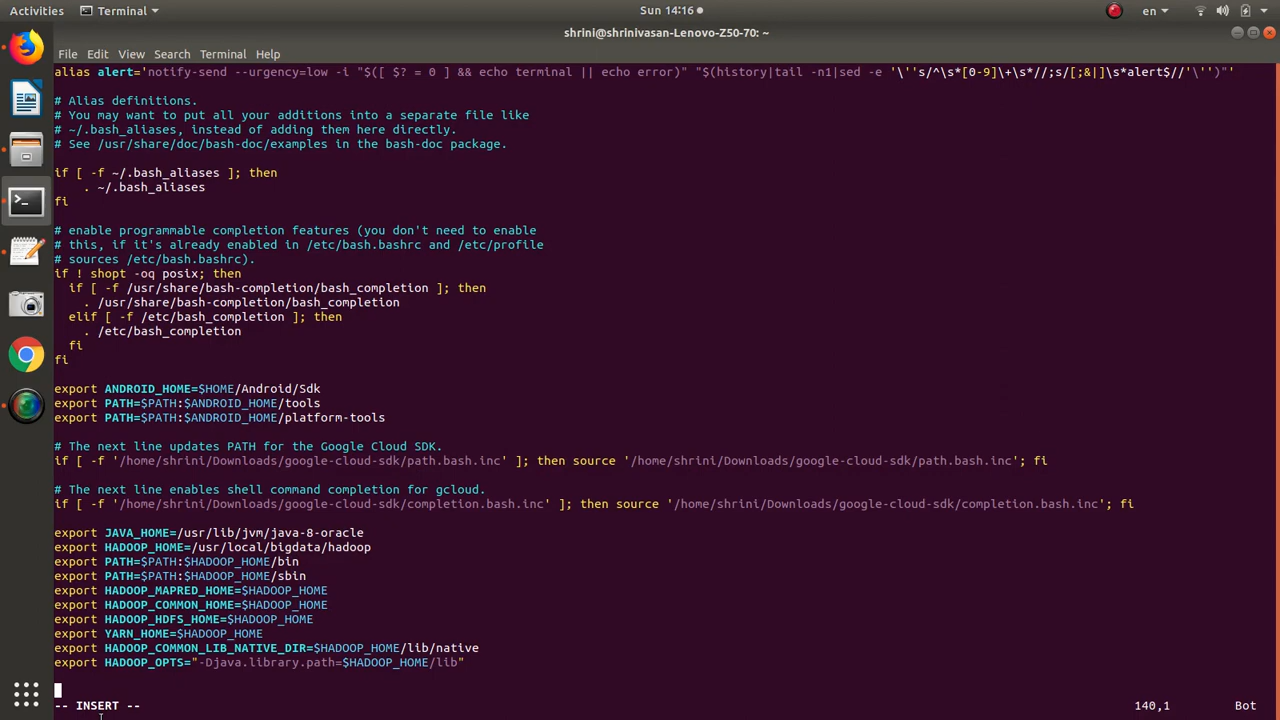 Activities
Terminal
Sun 14:16
en
shrini@shrinivasan-Lenovo-Z50-70: ~
File Edit View Search Terminal Help
alias alert='notify-send --urgency=low -i "$([ $? = 0 ] && echo terminal || echo error)" "$(history|tail -n1|sed -e '\''s/^\s*[0-9]\+\s*//;s/[;&|]\s*alert$//'\'')"'
# Alias definitions.
# You may want to put all your additions into a separate file like
# ~/.bash_aliases, instead of adding them here directly.
# See /usr/share/doc/bash-doc/examples in the bash-doc package.
if [ -f ~/.bash_aliases ]; then
    . ~/.bash_aliases
fi
# enable programmable completion features (you don't need to enable
# this, if it's already enabled in /etc/bash.bashrc and /etc/profile
# sources /etc/bash.bashrc).
if ! shopt -oq posix; then
  if [ -f /usr/share/bash-completion/bash_completion ]; then
    . /usr/share/bash-completion/bash_completion
  elif [ -f /etc/bash_completion ]; then
    . /etc/bash_completion
  fi
fi
export ANDROID_HOME=$HOME/Android/Sdk
export PATH=$PATH:$ANDROID_HOME/tools
export PATH=$PATH:$ANDROID_HOME/platform-tools
# The next line updates PATH for the Google Cloud SDK.
if [ -f '/home/shrini/Downloads/google-cloud-sdk/path.bash.inc' ]; then source '/home/shrini/Downloads/google-cloud-sdk/path.bash.inc'; fi
# The next line enables shell command completion for gcloud.
if [ -f '/home/shrini/Downloads/google-cloud-sdk/completion.bash.inc' ]; then source '/home/shrini/Downloads/google-cloud-sdk/completion.bash.inc'; fi
export JAVA_HOME=/usr/lib/jvm/java-8-oracle
export HADOOP_HOME=/usr/local/bigdata/hadoop
export PATH=$PATH:$HADOOP_HOME/bin
export PATH=$PATH:$HADOOP_HOME/sbin
export HADOOP_MAPRED_HOME=$HADOOP_HOME
export HADOOP_COMMON_HOME=$HADOOP_HOME
export HADOOP_HDFS_HOME=$HADOOP_HOME
export YARN_HOME=$HADOOP_HOME
export HADOOP_COMMON_LIB_NATIVE_DIR=$HADOOP_HOME/lib/native
export HADOOP_OPTS="-Djava.library.path=$HADOOP_HOME/lib"
-- INSERT --
140,1
Bot